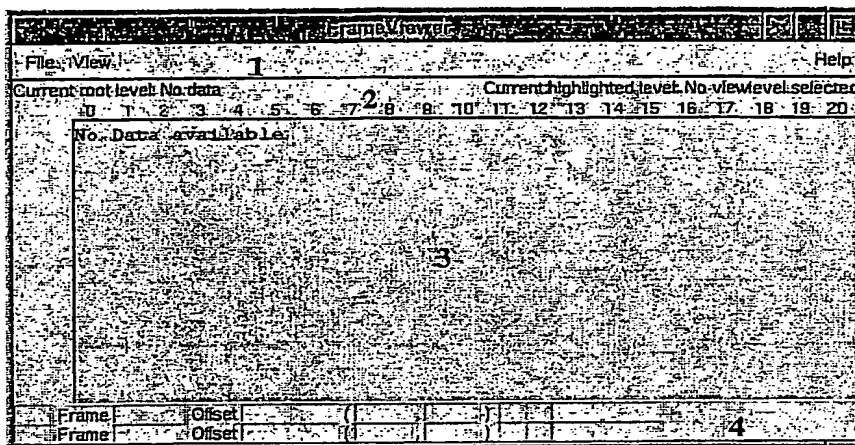 FrameViewer
File View 1 Help
Current root level: No data Current highlighted level: No viewlevel selected
0 1 2 3 4 5 6 7 2 8 9 10 11 12 13 14 15 16 17 18 19 20
No Data available
3
Frame Offset ( , )
Frame Offset ( , ) 4